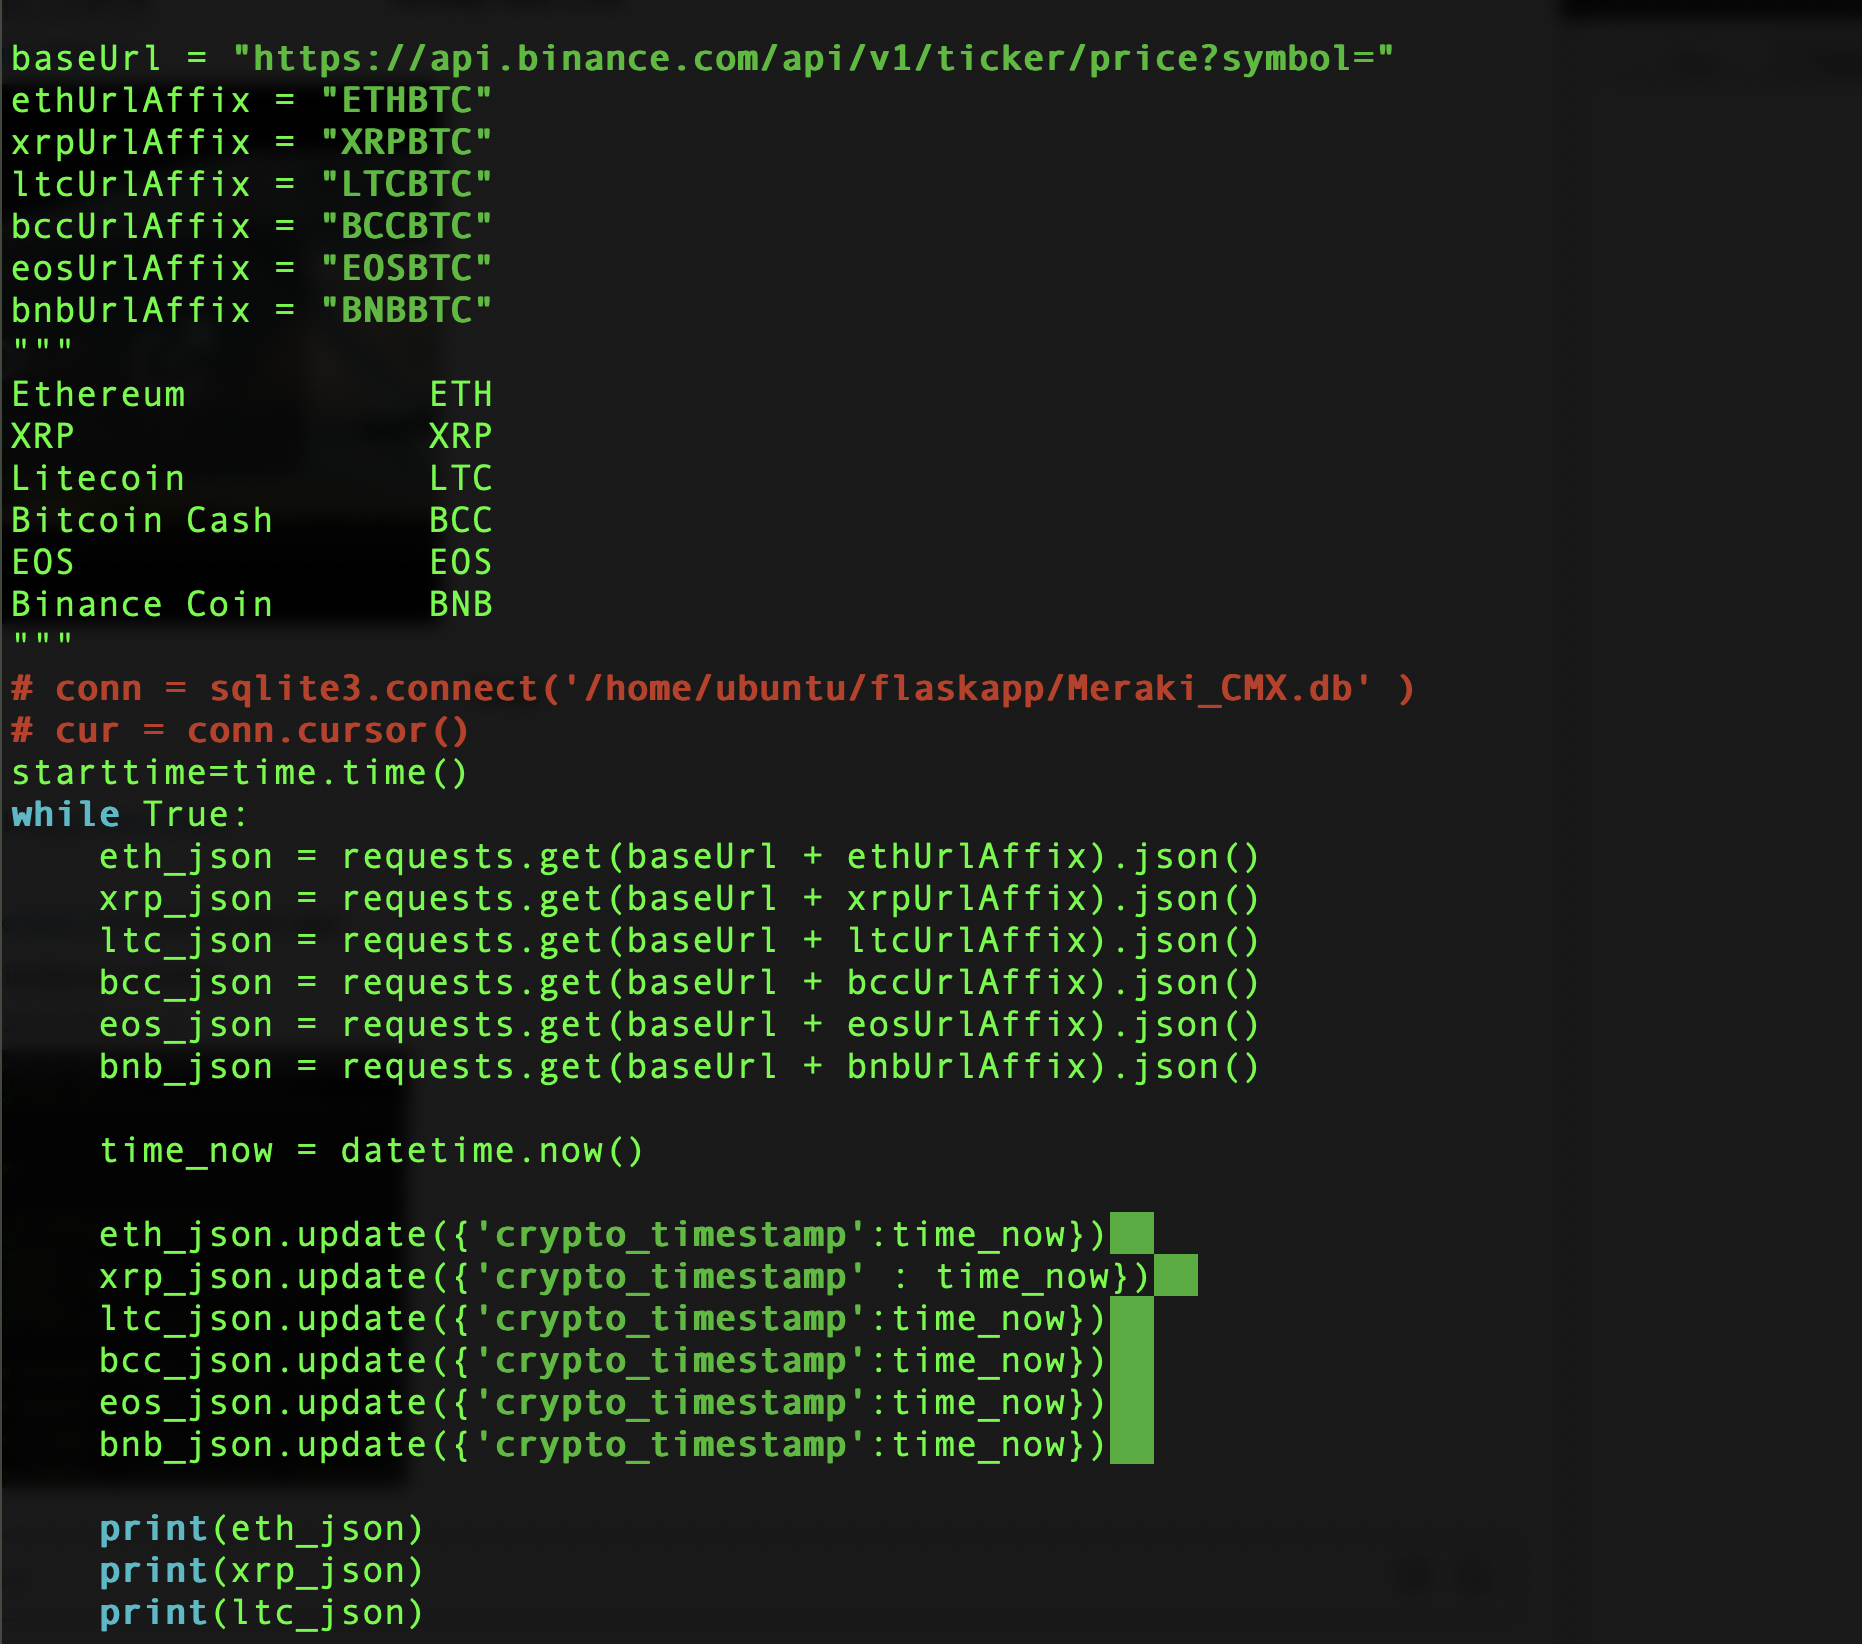 baseUrl = "https://api.binance.com/api/v1/ticker/price?symbol="
ethUrlAffix = "ETHBTC"
xrpUrlAffix = "XRPBTC"
ltcUrlAffix = "LTCBTC"
bccUrlAffix = "BCCBTC"
eosUrlAffix = "EOSBTC"
bnbUrlAffix = "BNBBTC"
"""
Ethereum           ETH
XRP                XRP
Litecoin           LTC
Bitcoin Cash       BCC
EOS                EOS
Binance Coin       BNB
"""
# conn = sqlite3.connect('/home/ubuntu/flaskapp/Meraki_CMX.db' )
# cur = conn.cursor()
starttime=time.time()
while True:
    eth_json = requests.get(baseUrl + ethUrlAffix).json()
    xrp_json = requests.get(baseUrl + xrpUrlAffix).json()
    ltc_json = requests.get(baseUrl + ltcUrlAffix).json()
    bcc_json = requests.get(baseUrl + bccUrlAffix).json()
    eos_json = requests.get(baseUrl + eosUrlAffix).json()
    bnb_json = requests.get(baseUrl + bnbUrlAffix).json()

    time_now = datetime.now()

    eth_json.update({'crypto_timestamp':time_now})
    xrp_json.update({'crypto_timestamp' : time_now})
    ltc_json.update({'crypto_timestamp':time_now})
    bcc_json.update({'crypto_timestamp':time_now})
    eos_json.update({'crypto_timestamp':time_now})
    bnb_json.update({'crypto_timestamp':time_now})

    print(eth_json)
    print(xrp_json)
    print(ltc_json)